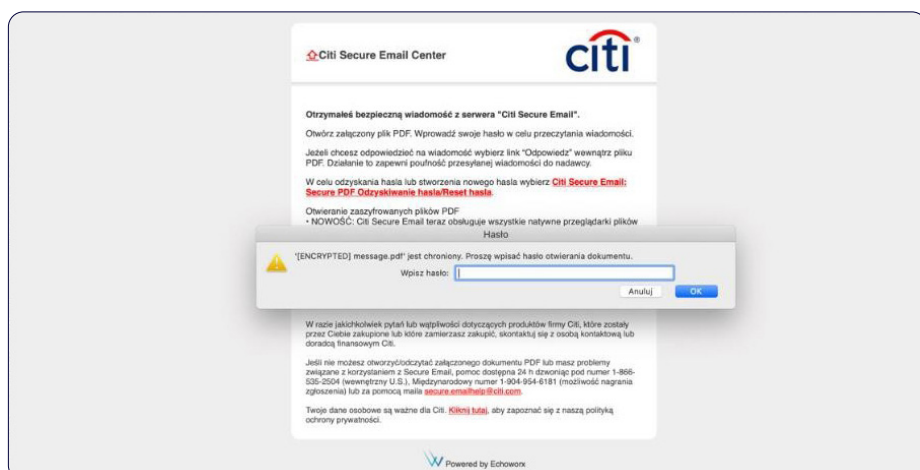 Citi Secure Email Center
citi®
Otrzymałeś bezpieczną wiadomość z serwera "Citi Secure Email".
Otwórz załączony plik PDF. Wprowadź swoje hasło w celu przeczytania wiadomości.
Jeżeli chcesz odpowiedzieć na wiadomość wybierz link "Odpowiedz" wewnątrz pliku
PDF. Działanie to zapewni poufność przesyłanej wiadomości do nadawcy.
W celu odzyskania hasla lub stworzenia nowego hasla wybierz Citi Secure Email:
Secure PDF Odzyskiwanie hasla/Reset hasla.
Otwieranie zaszyfrowanych plików PDF
• NOWOŚĆ: Citi Secure Email teraz obsługuje wszystkie natywne przeglądarki plików
Hasło
"[ENCRYPTED] message.pdf" jest chroniony. Proszę wpisać hasło otwierania dokumentu.
Wpisz hasło:
Anuluj OK
W razie jakichkolwiek pytań lub wątpliwości dotyczących produktów firmy Citi, które zostały
przez Ciebie zakupione lub które zamierzasz zakupić, skontaktuj się z osobą kontaktową lub
doradcą finansowym Citi.
Jeśli nie możesz otworzyć/odczytać załączonego dokumentu PDF lub masz problemy
związane z korzystaniem z Secure Email, pomoc dostępna 24 h dzwoniąc pod numer 1-866-
535-2504 (wewnętrzny U.S.), Międzynarodowy numer 1-904-954-6181 (możliwość nagrania
zgłoszenia) lub za pomocą maila secure.emailhelp@citi.com.
Twoje dane osobowe są ważne dla Citi. Kliknij tutaj, aby zapoznać się z naszą polityką
ochrony prywatności.
Powered by Echoworx